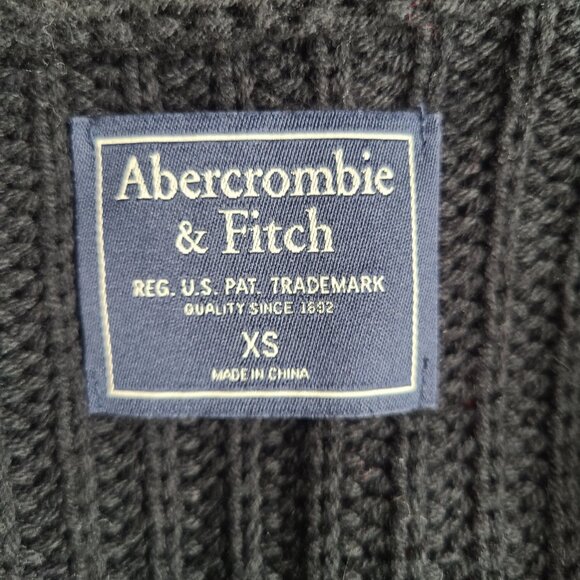 Abercrombie
& Fitch
REG. U.S. PAT. TRADEMARK
QUALITY SINCE 1892
XS
MADE IN CHINA